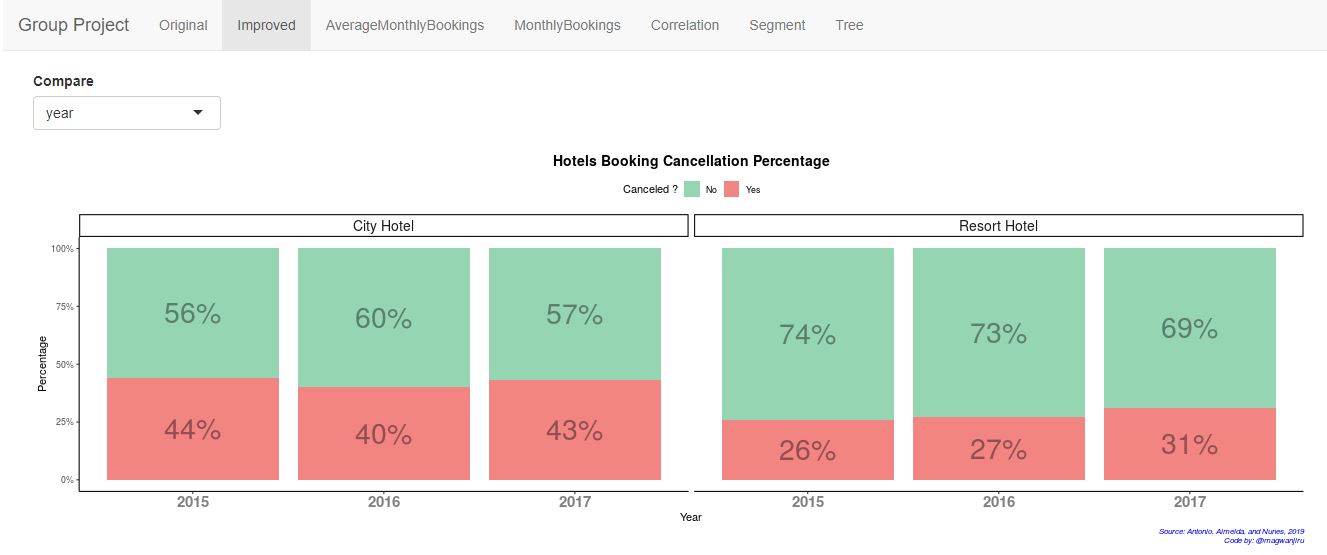 Group Project Original Improved AverageMonthlyBookings MonthlyBookings Correlation Segment Tree
Compare
year
Hotels Booking Cancellation Percentage
Canceled ? No Yes
City Hotel Resort Hotel
100%
75%
50%
25%
0%
Percentage
56% 60% 57% 74% 73% 69%
44% 40% 43% 26% 27% 31%
2015 2016 2017 2015 2016 2017
Year
Source: Antonio, Almeida, and Nunes, 2019
Code by: @magwanjiru